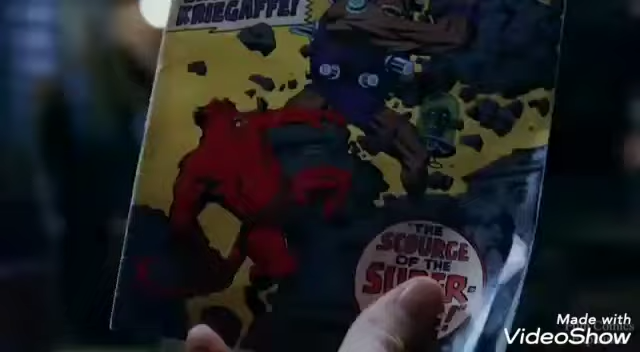 KRIEGAFFE!
"THE
SCOURGE
OF THE
SUPER-
Made with
VideoShow